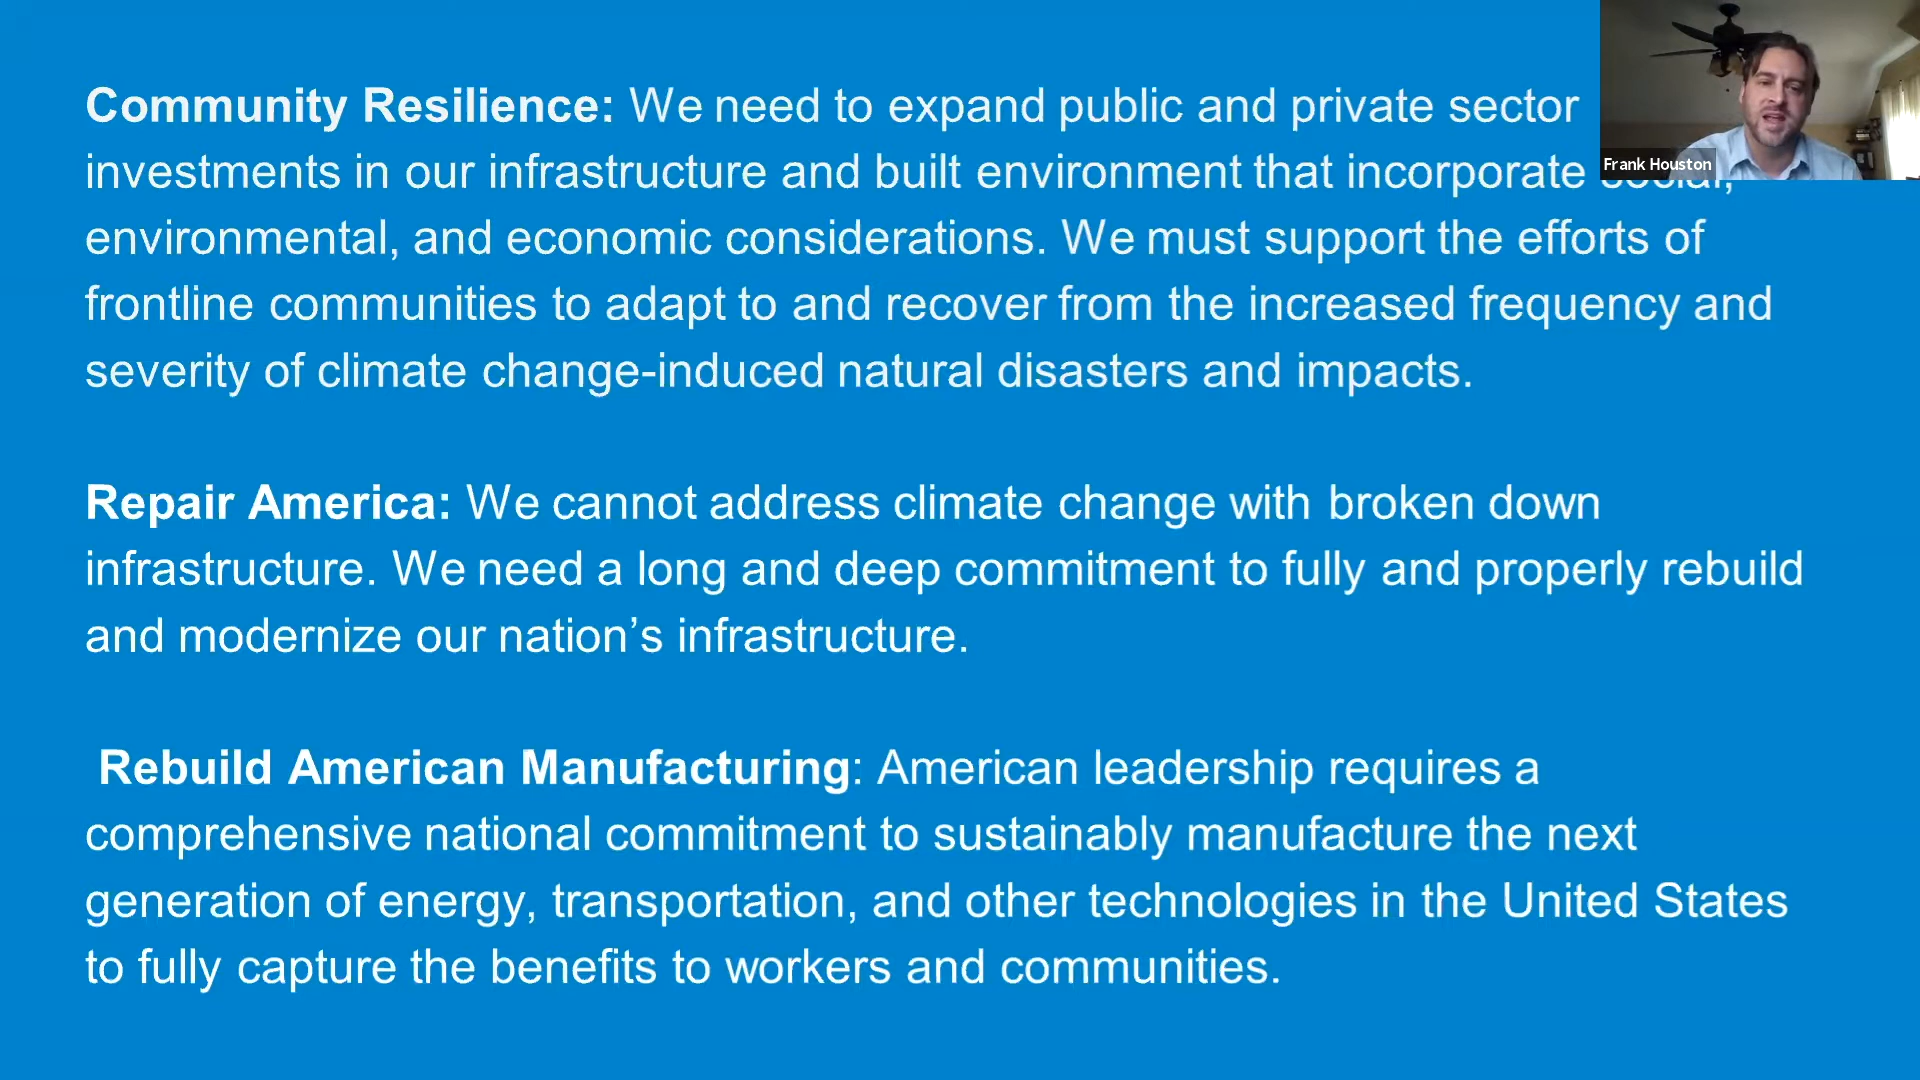 Community Resilience: We need to expand public and private sector
investments in our infrastructure and built environment that incorporate social,
environmental, and economic considerations. We must support the efforts of
frontline communities to adapt to and recover from the increased frequency and
severity of climate change-induced natural disasters and impacts.
Repair America: We cannot address climate change with broken down
infrastructure. We need a long and deep commitment to fully and properly rebuild
and modernize our nation’s infrastructure.
Rebuild American Manufacturing: American leadership requires a
comprehensive national commitment to sustainably manufacture the next
generation of energy, transportation, and other technologies in the United States
to fully capture the benefits to workers and communities.
Frank Houston